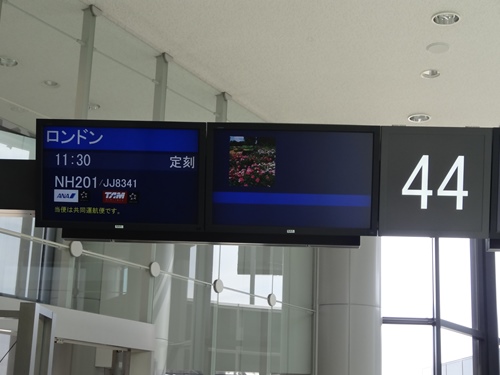 ロンドン
11:30 定刻
NH201/JJ8341
ANA TAM
当便は共同運航便です。
44